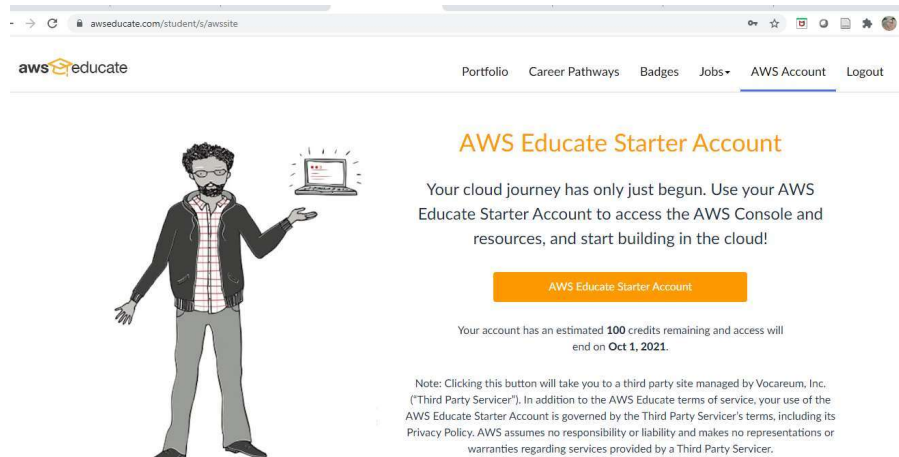 awseducate.com/student/s/awssite
aws educate
Portfolio Career Pathways Badges Jobs AWS Account Logout
AWS Educate Starter Account
Your cloud journey has only just begun. Use your AWS
Educate Starter Account to access the AWS Console and
resources, and start building in the cloud!
AWS Educate Starter Account
Your account has an estimated 100 credits remaining and access will
end on Oct 1, 2021.
Note: Clicking this button will take you to a third party site managed by Vocareum, Inc.
("Third Party Servicer"). In addition to the AWS Educate terms of service, your use of the
AWS Educate Starter Account is governed by the Third Party Servicer's terms, including its
Privacy Policy. AWS assumes no responsibility or liability and makes no representations or
warranties regarding services provided by a Third Party Servicer.